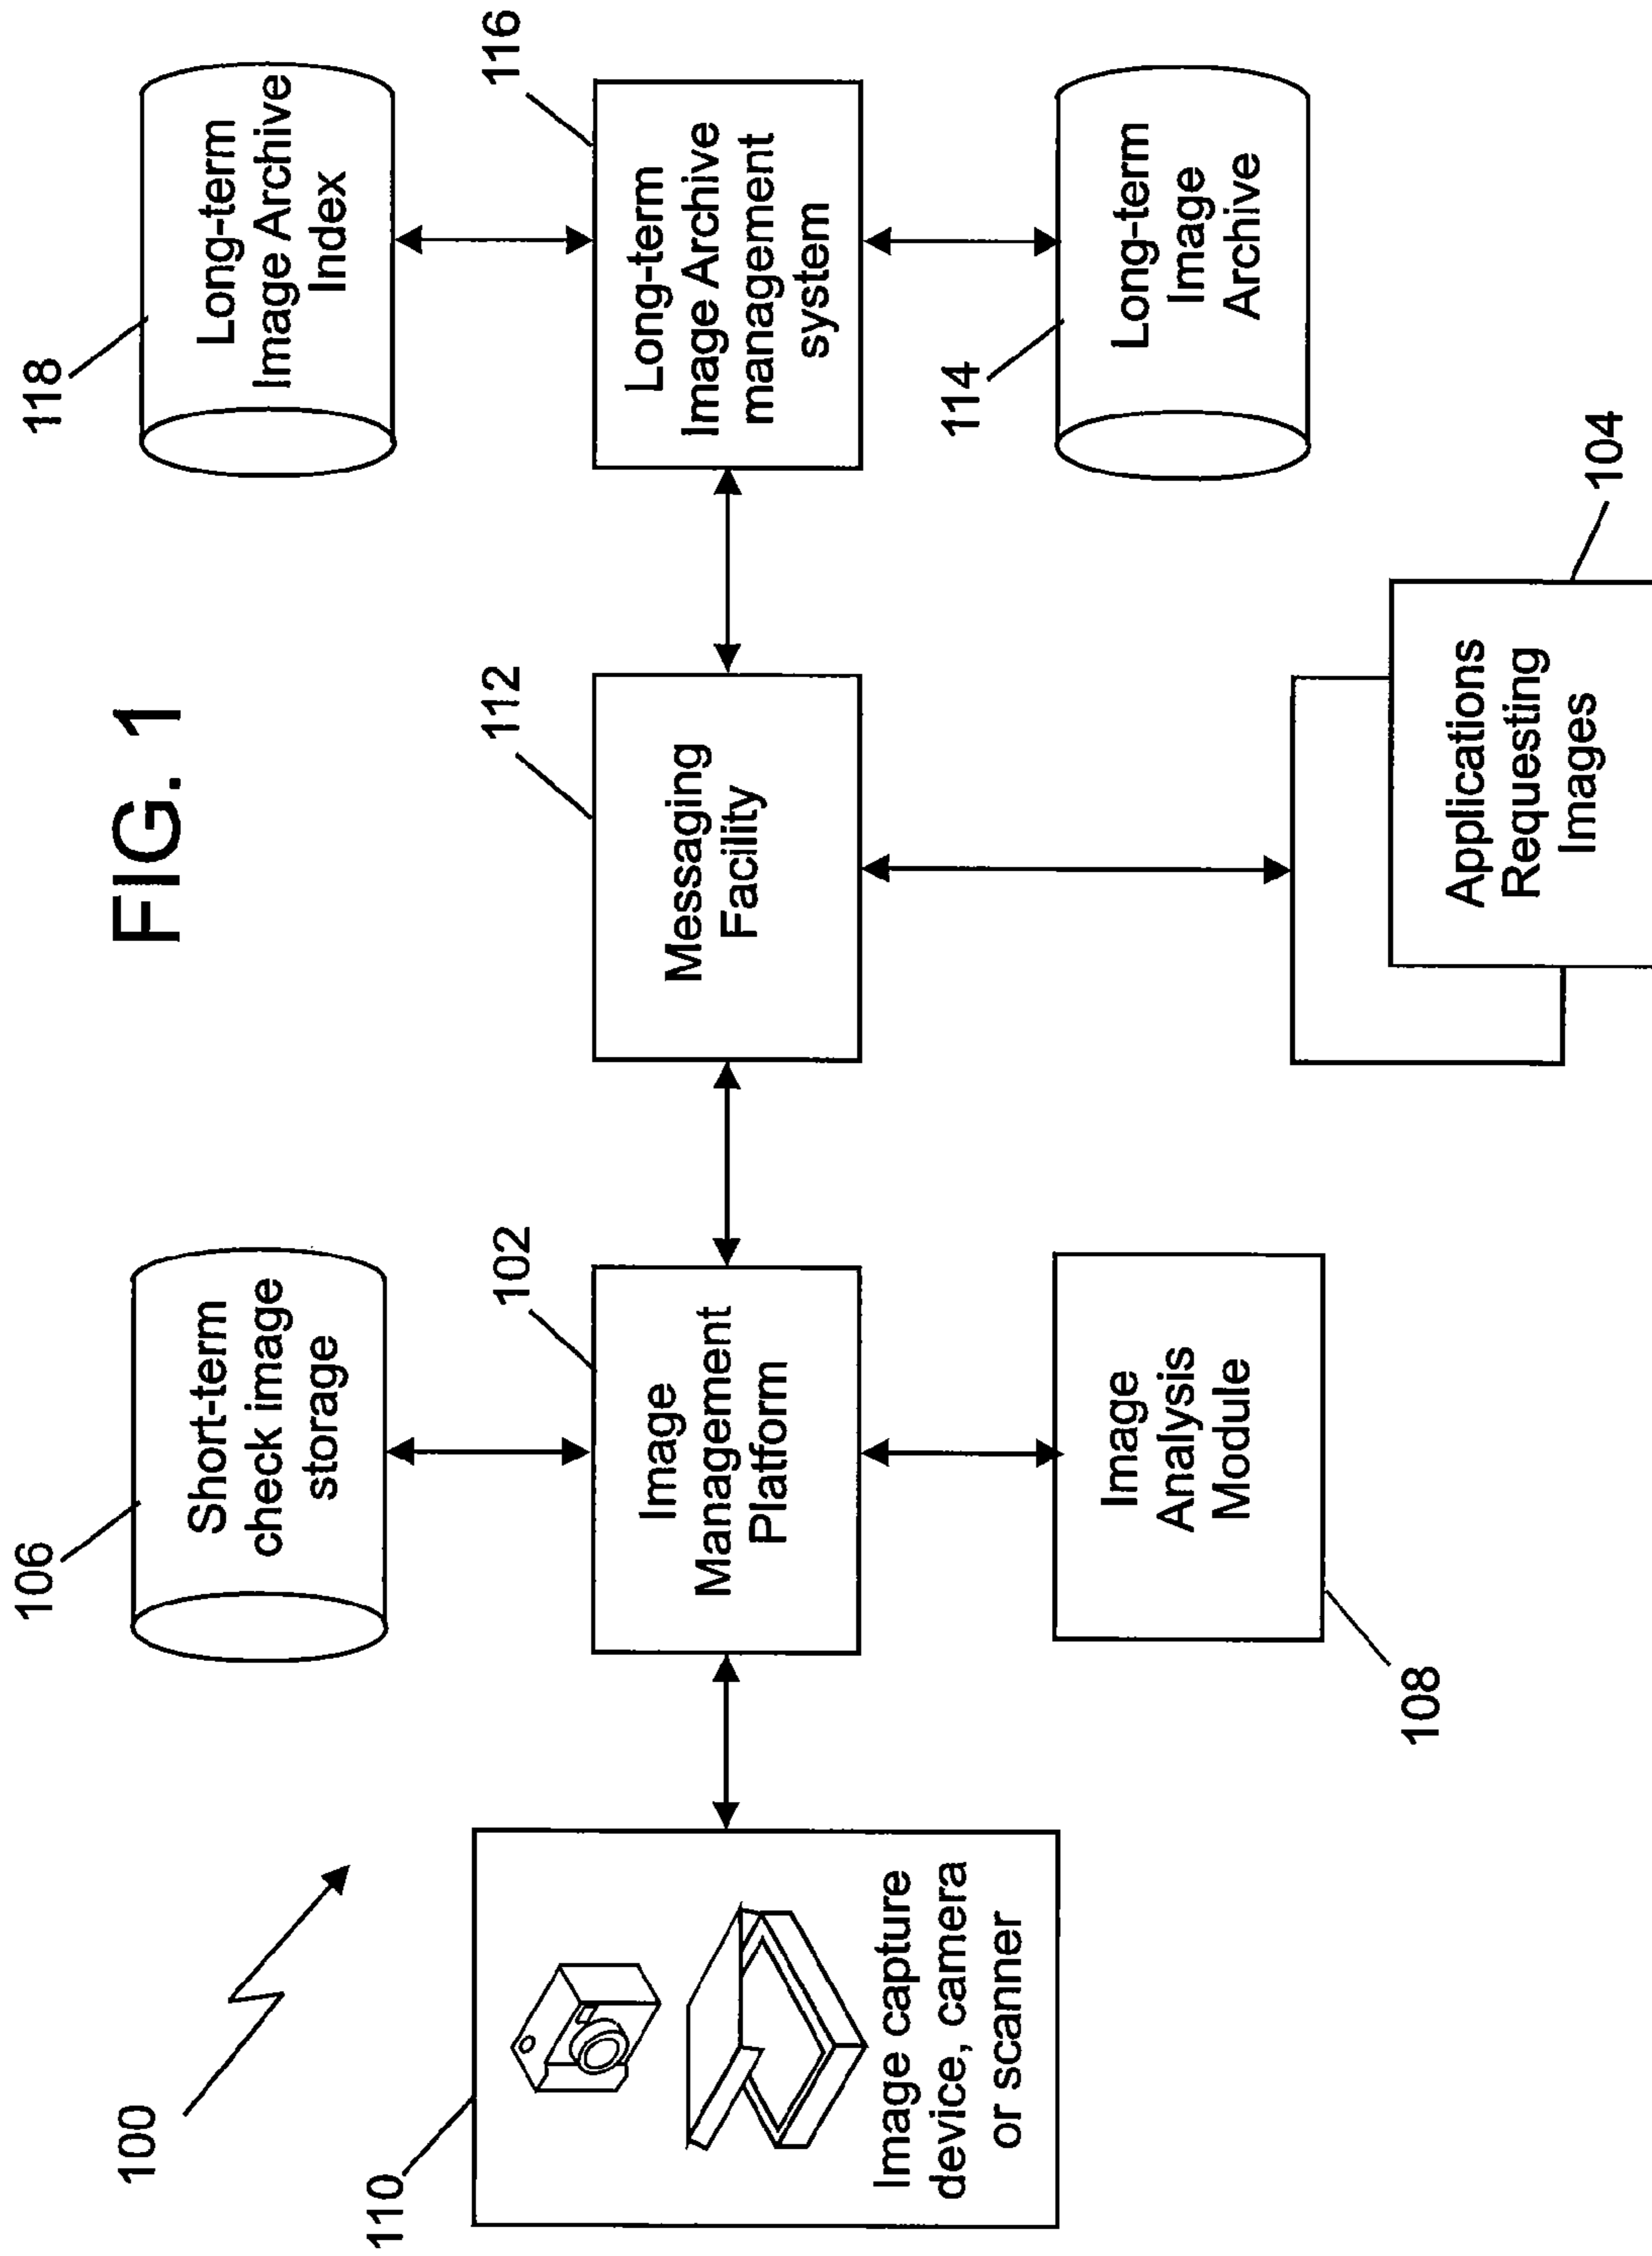 FIG. 1
100
110
Image capture
device, camera
or scanner
106
Short-term
check image
storage
102
Image
Management
Platform
108
Image
Analysis
Module
112
Messaging
Facility
104
Applications
Requesting
Images
118
Long-term
Image Archive
Index
116
Long-term
Image Archive
management
system
114
Long-term
Image
Archive